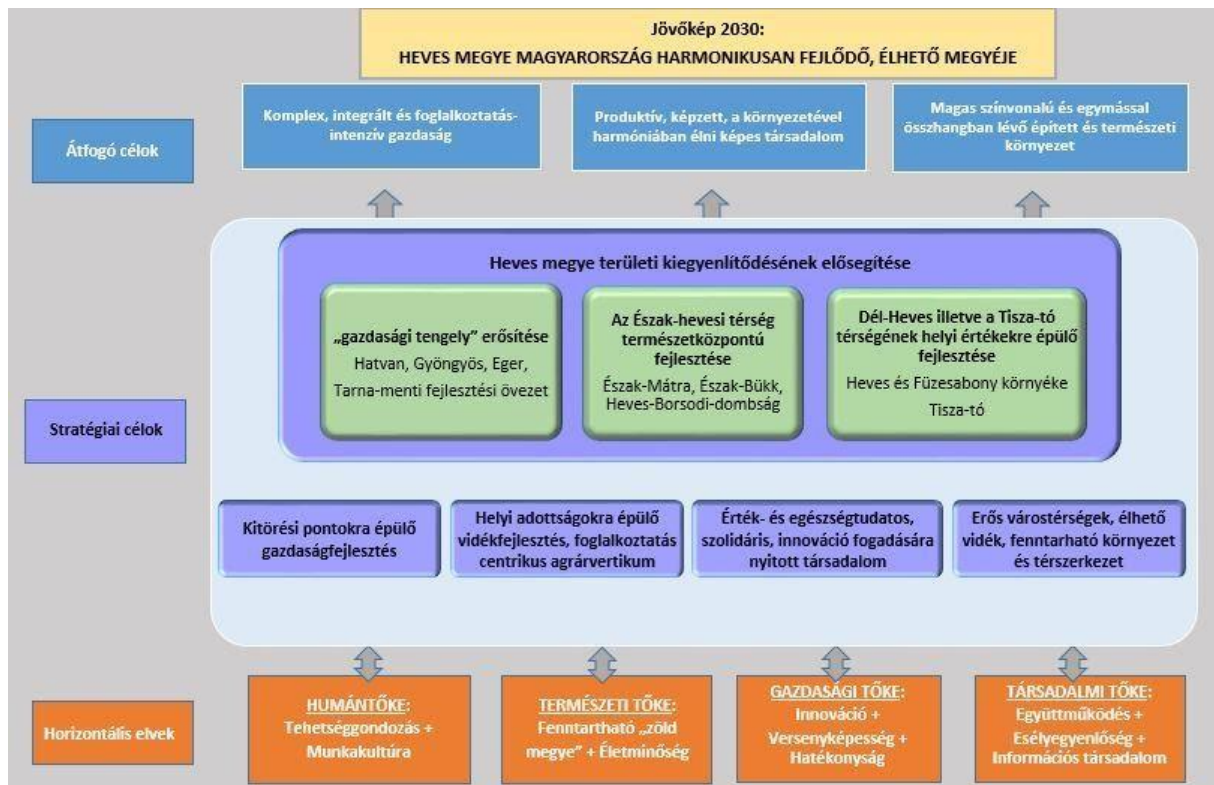 Jövőkép 2030:
HEVES MEGYE MAGYARORSZÁG HARMONIKUSAN FEJLŐDŐ, ÉLHETŐ MEGYÉJE
Átfogó célok
Komplex, integrált és foglalkoztatás-
intenzív gazdaság
Produktív, képzett, a környezetével
harmóniában élni képes társadalom
Magas színvonalú és egymással
összhangban lévő épített és természeti
környezet
Stratégiai célok
Heves megye területi kiegyenlítődésének elősegítése
„gazdasági tengely” erősítése
Hatvan, Gyöngyös, Eger,
Tarna-menti fejlesztési övezet
Az Észak-hevesi térség
természetközpontú
fejlesztése
Észak-Mátra, Észak-Bükk,
Heves-Borsodi-dombság
Dél-Heves illetve a Tisza-tó
térségének helyi értékekre épülő
fejlesztése
Heves és Füzesabony környéke
Tisza-tó
Kitörési pontokra épülő
gazdaságfejlesztés
Helyi adottságokra épülő
vidékfejlesztés, foglalkoztatás
centrikus agrárvertikum
Érték- és egészségtudatos,
szolidáris, innováció fogadására
nyitott társadalom
Erős várostérségek, élhető
vidék, fenntarható környezet
és térszerkezet
Horizontális elvek
HUMÁNTŐKE:
Tehetséggondozás +
Munkakultúra
TERMÉSZETI TŐKE:
Fenntartható „zöld
megye” + Életminőség
GAZDASÁGI TŐKE:
Innováció +
Versenyképesség +
Hatékonyság
TÁRSADALMI TŐKE:
Együttműködés +
Esélyegyenlőség +
Információs társadalom